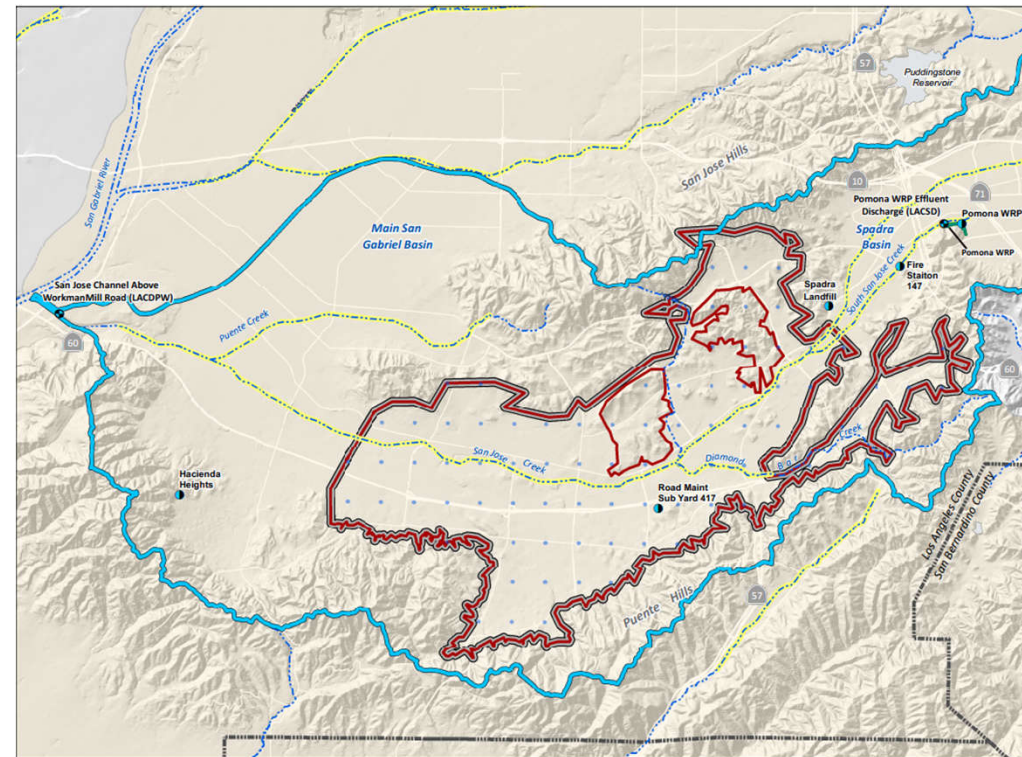 57
Puddingstone
Reservoir
San Gabriel River
San Jose Hills
10
71
Pomona WRP Effluent
Discharge (LACSD)
Pomona WRP
Main San
Gabriel Basin
Spadra
Basin
Pomona WRP
Fire
Staiton
147
San Jose Channel Above
WorkmanMill Road (LACDPW)
Spadra
Landfill
South San Jose Creek
Puente Creek
60
60
San Jose Creek
Diamond
Bar
Creek
Hacienda
Heights
Road Maint
Sub Yard 417
Los Angeles County
San Bernardino County
57
Puente Hills